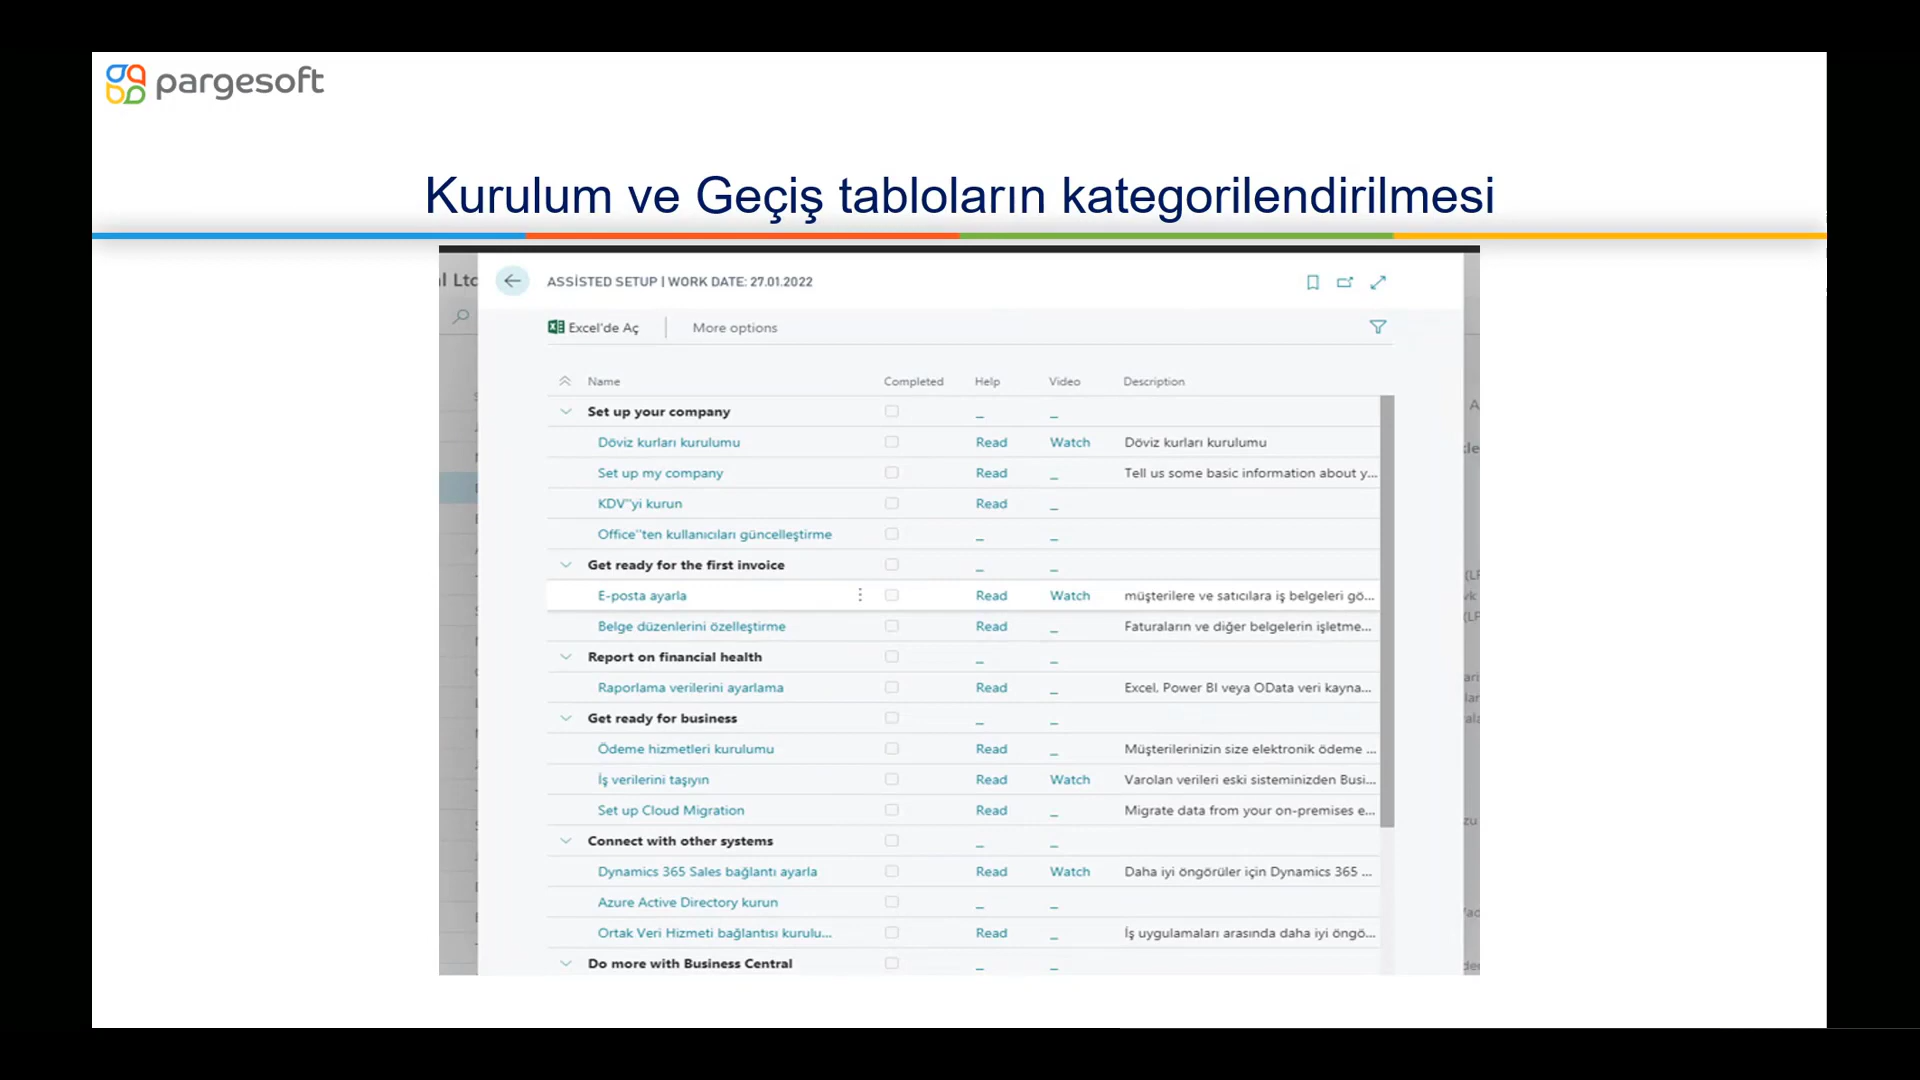 pargesoft
Kurulum ve Geçiş tabloların kategorilendirilmesi
ASSİSTED SETUP | WORK DATE: 27.01.2022
Excel'de Aç More options
Name Completed Help Video Description
Set up your company _ _
Döviz kurları kurulumu Read Watch Döviz kurları kurulumu
Set up my company Read _ Tell us some basic information about y...
KDV''yi kurun Read _
Office''ten kullanıcıları güncelleştirme _ _
Get ready for the first invoice _ _
E-posta ayarla Read Watch müşterilere ve satıcılara iş belgeleri gö...
Belge düzenlerini özelleştirme Read _ Faturaların ve diğer belgelerin işletme...
Report on financial health _ _
Raporlama verilerini ayarlama Read _ Excel, Power BI veya OData veri kayna...
Get ready for business _ _
Ödeme hizmetleri kurulumu Read _ Müşterilerinizin size elektronik ödeme ...
İş verilerini taşıyın Read Watch Varolan verileri eski sisteminizden Busi...
Set up Cloud Migration Read _ Migrate data from your on-premises e...
Connect with other systems _ _
Dynamics 365 Sales bağlantı ayarla Read Watch Daha iyi öngörüler için Dynamics 365 ...
Azure Active Directory kurun _ _
Ortak Veri Hizmeti bağlantısı kurulu... Read _ İş uygulamaları arasında daha iyi öngö...
Do more with Business Central _ _